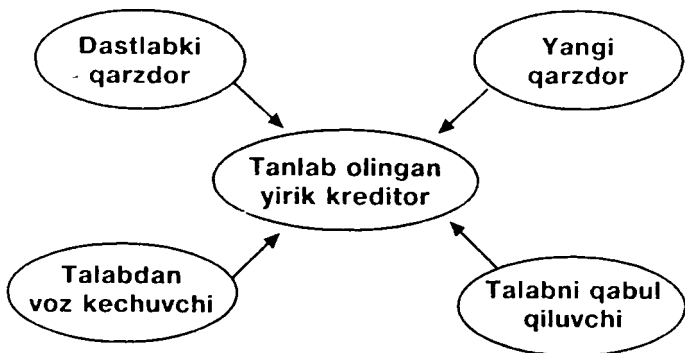 Dastlabki
qarzdor
Yangi
qarzdor
Tanlab olingan
yirik kreditor
Talabdan
voz kechuvchi
Talabni qabul
qiluvchi